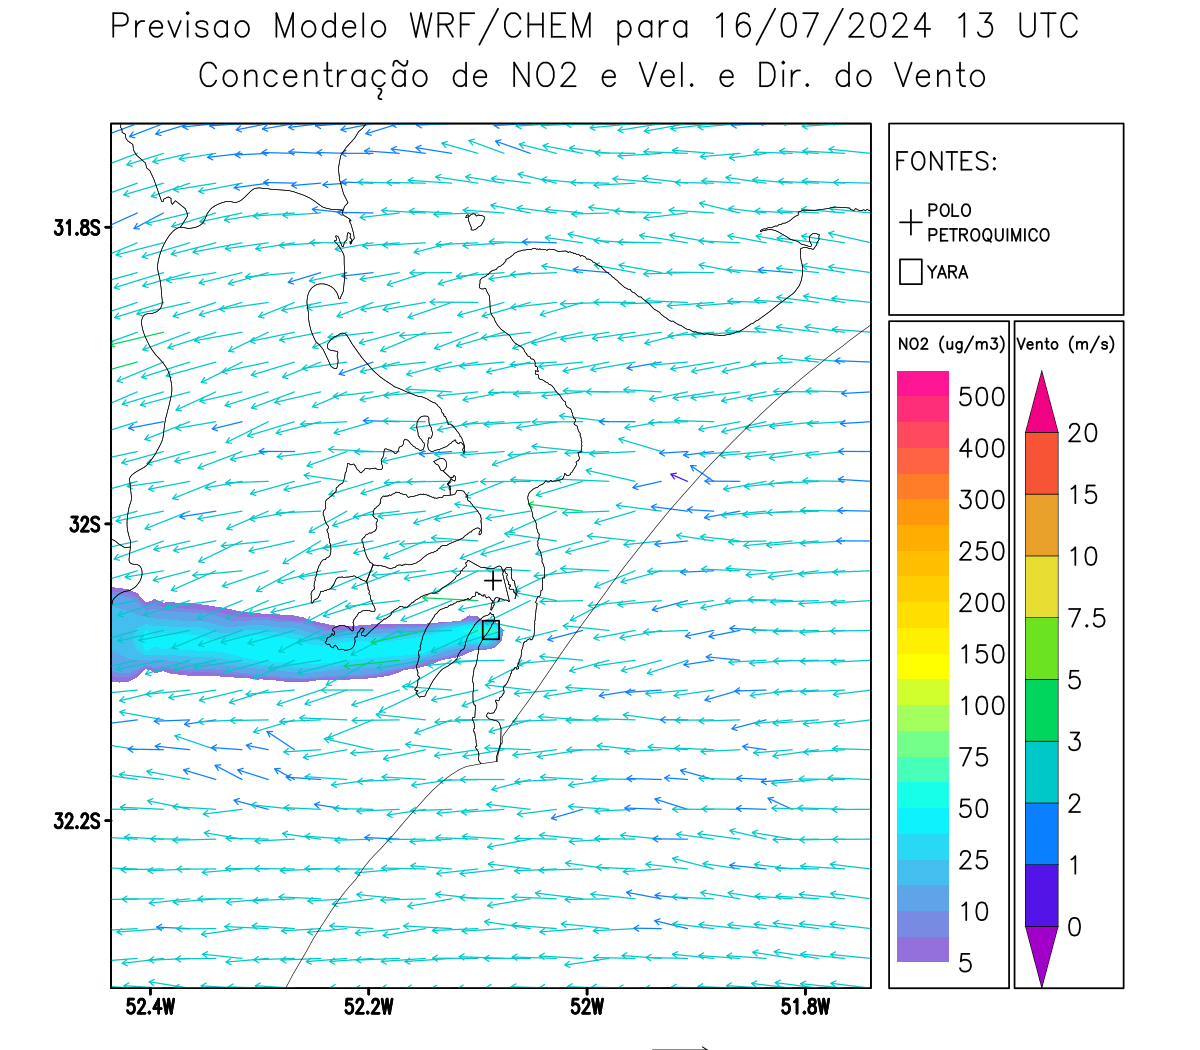 Previsao Modelo WRF/CHEM para 16/07/2024 13 UTC
Concentração de NO2 e Vel. e Dir. do Vento
FONTES:
POLO
PETROQUIMICO
YARA
NO2 (ug/m3)
500
400
300
250
200
150
100
75
50
25
10
5
Vento (m/s)
20
15
10
7.5
5
3
2
1
0
31.8S
32S
32.2S
52.4W
52.2W
52W
51.8W